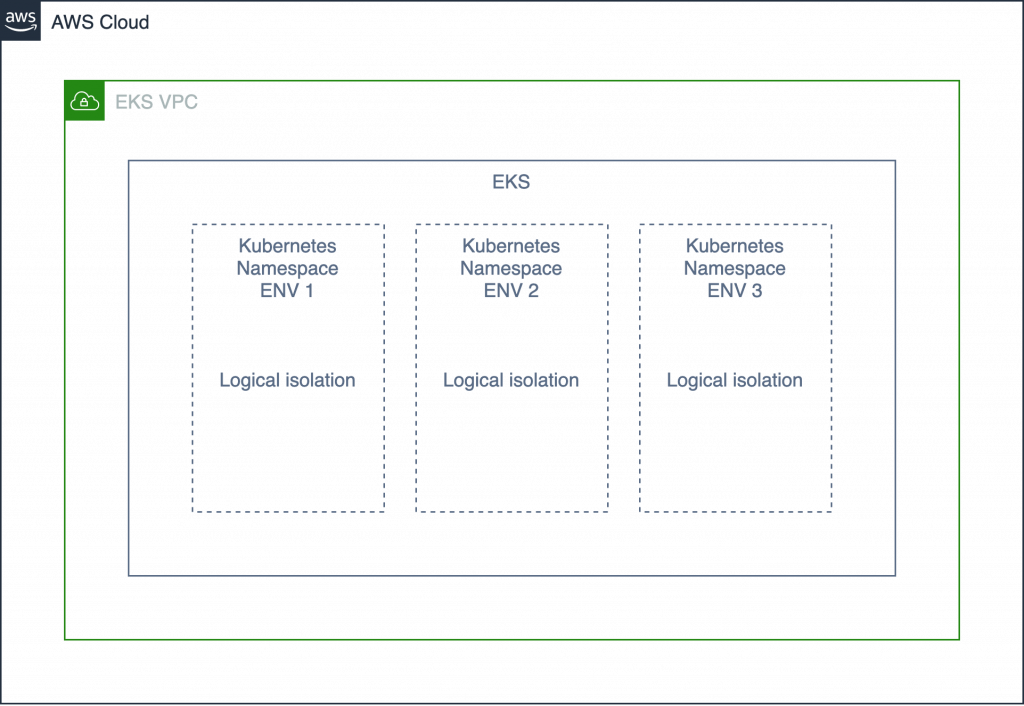 aws
AWS Cloud
EKS VPC
EKS
Kubernetes
Namespace
ENV 1
Logical isolation
Kubernetes
Namespace
ENV 2
Logical isolation
Kubernetes
Namespace
ENV 3
Logical isolation